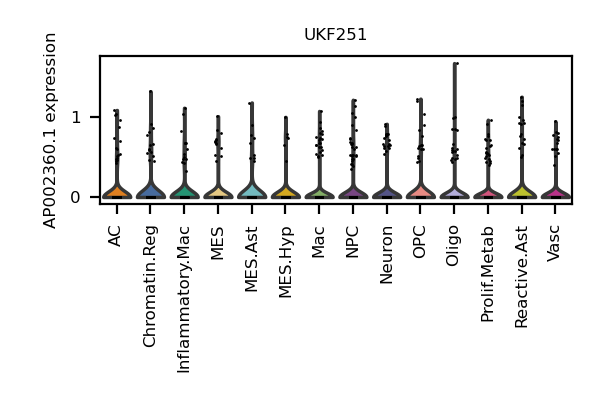 UKF251
AP002360.1 expression
1
0
AC
Chromatin.Reg
Inflammatory.Mac
MES
MES.Ast
MES.Hyp
Mac
NPC
Neuron
OPC
Oligo
Prolif.Metab
Reactive.Ast
Vasc